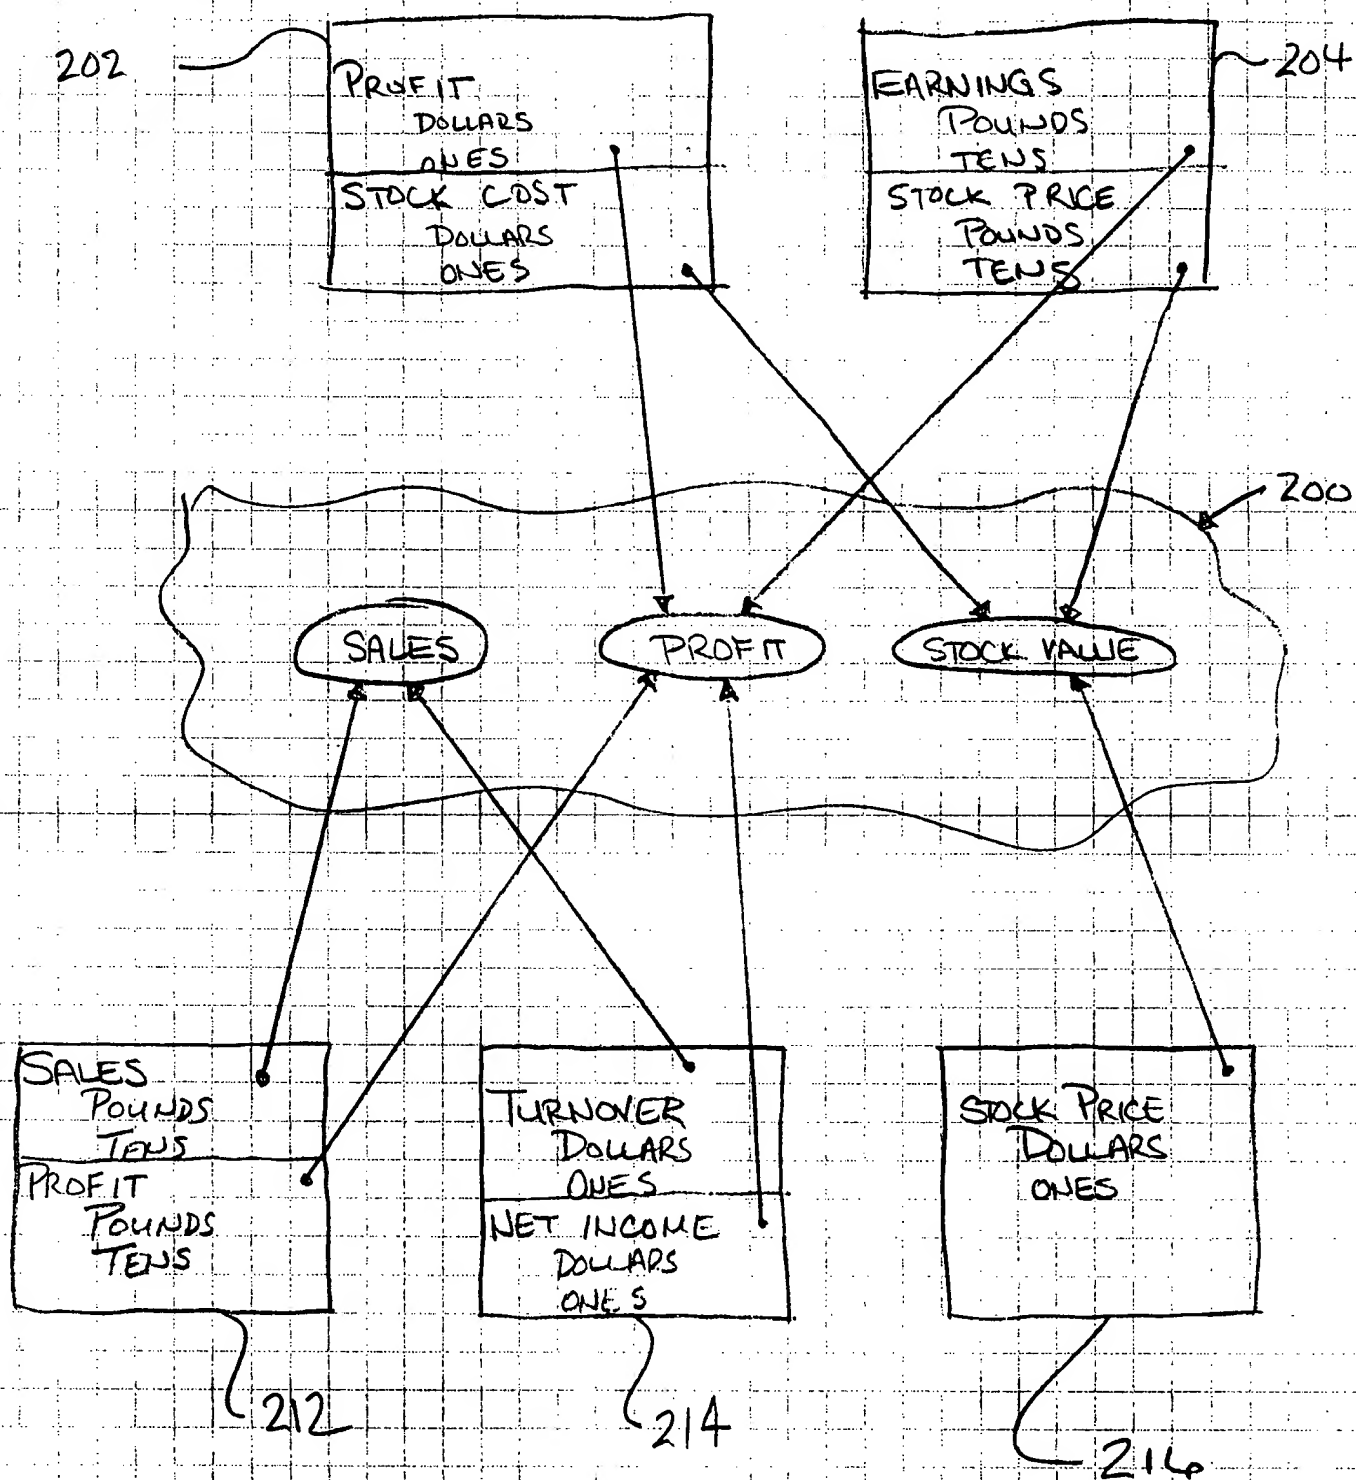 202
PROFIT
DOLLARS
ONES
STOCK COST
DOLLARS
ONES
204
EARNINGS
POUNDS
TENS
STOCK PRICE
POUNDS
TENS
200
SALES
PROFIT
STOCK VALUE
SALES
POUNDS
TENS
PROFIT
POUNDS
TENS
212
TURNOVER
DOLLARS
ONES
NET INCOME
DOLLARS
ONES
214
STOCK PRICE
DOLLARS
ONES
216